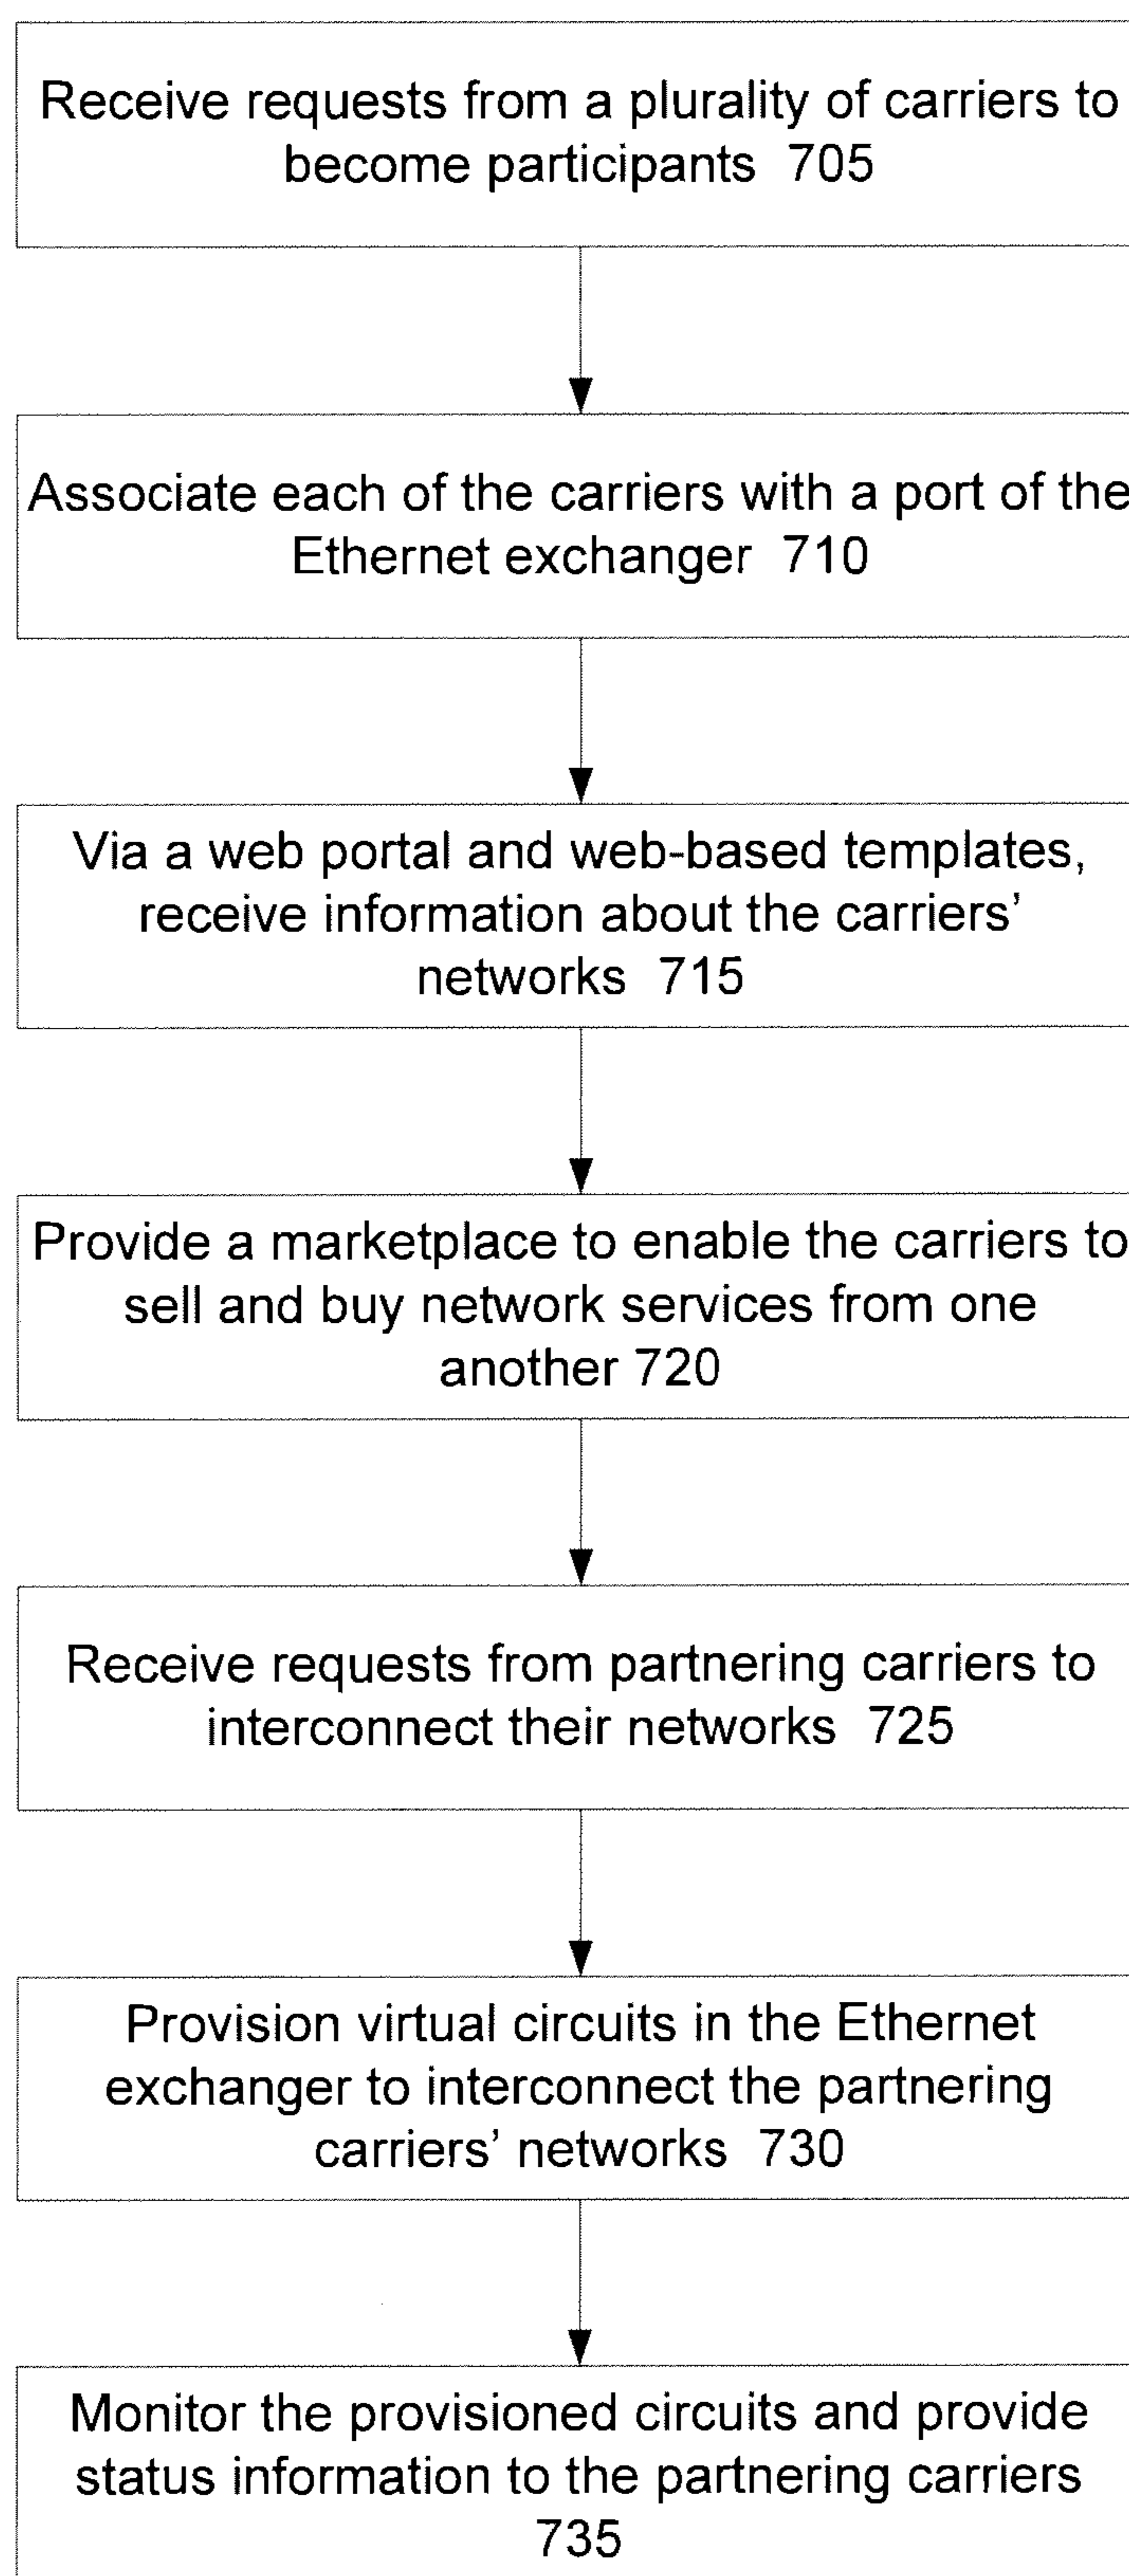 Receive requests from a plurality of carriers to
become participants 705
Associate each of the carriers with a port of the
Ethernet exchanger 710
Via a web portal and web-based templates,
receive information about the carriers’
networks 715
Provide a marketplace to enable the carriers to
sell and buy network services from one
another 720
Receive requests from partnering carriers to
interconnect their networks 725
Provision virtual circuits in the Ethernet
exchanger to interconnect the partnering
carriers’ networks 730
Monitor the provisioned circuits and provide
status information to the partnering carriers
735